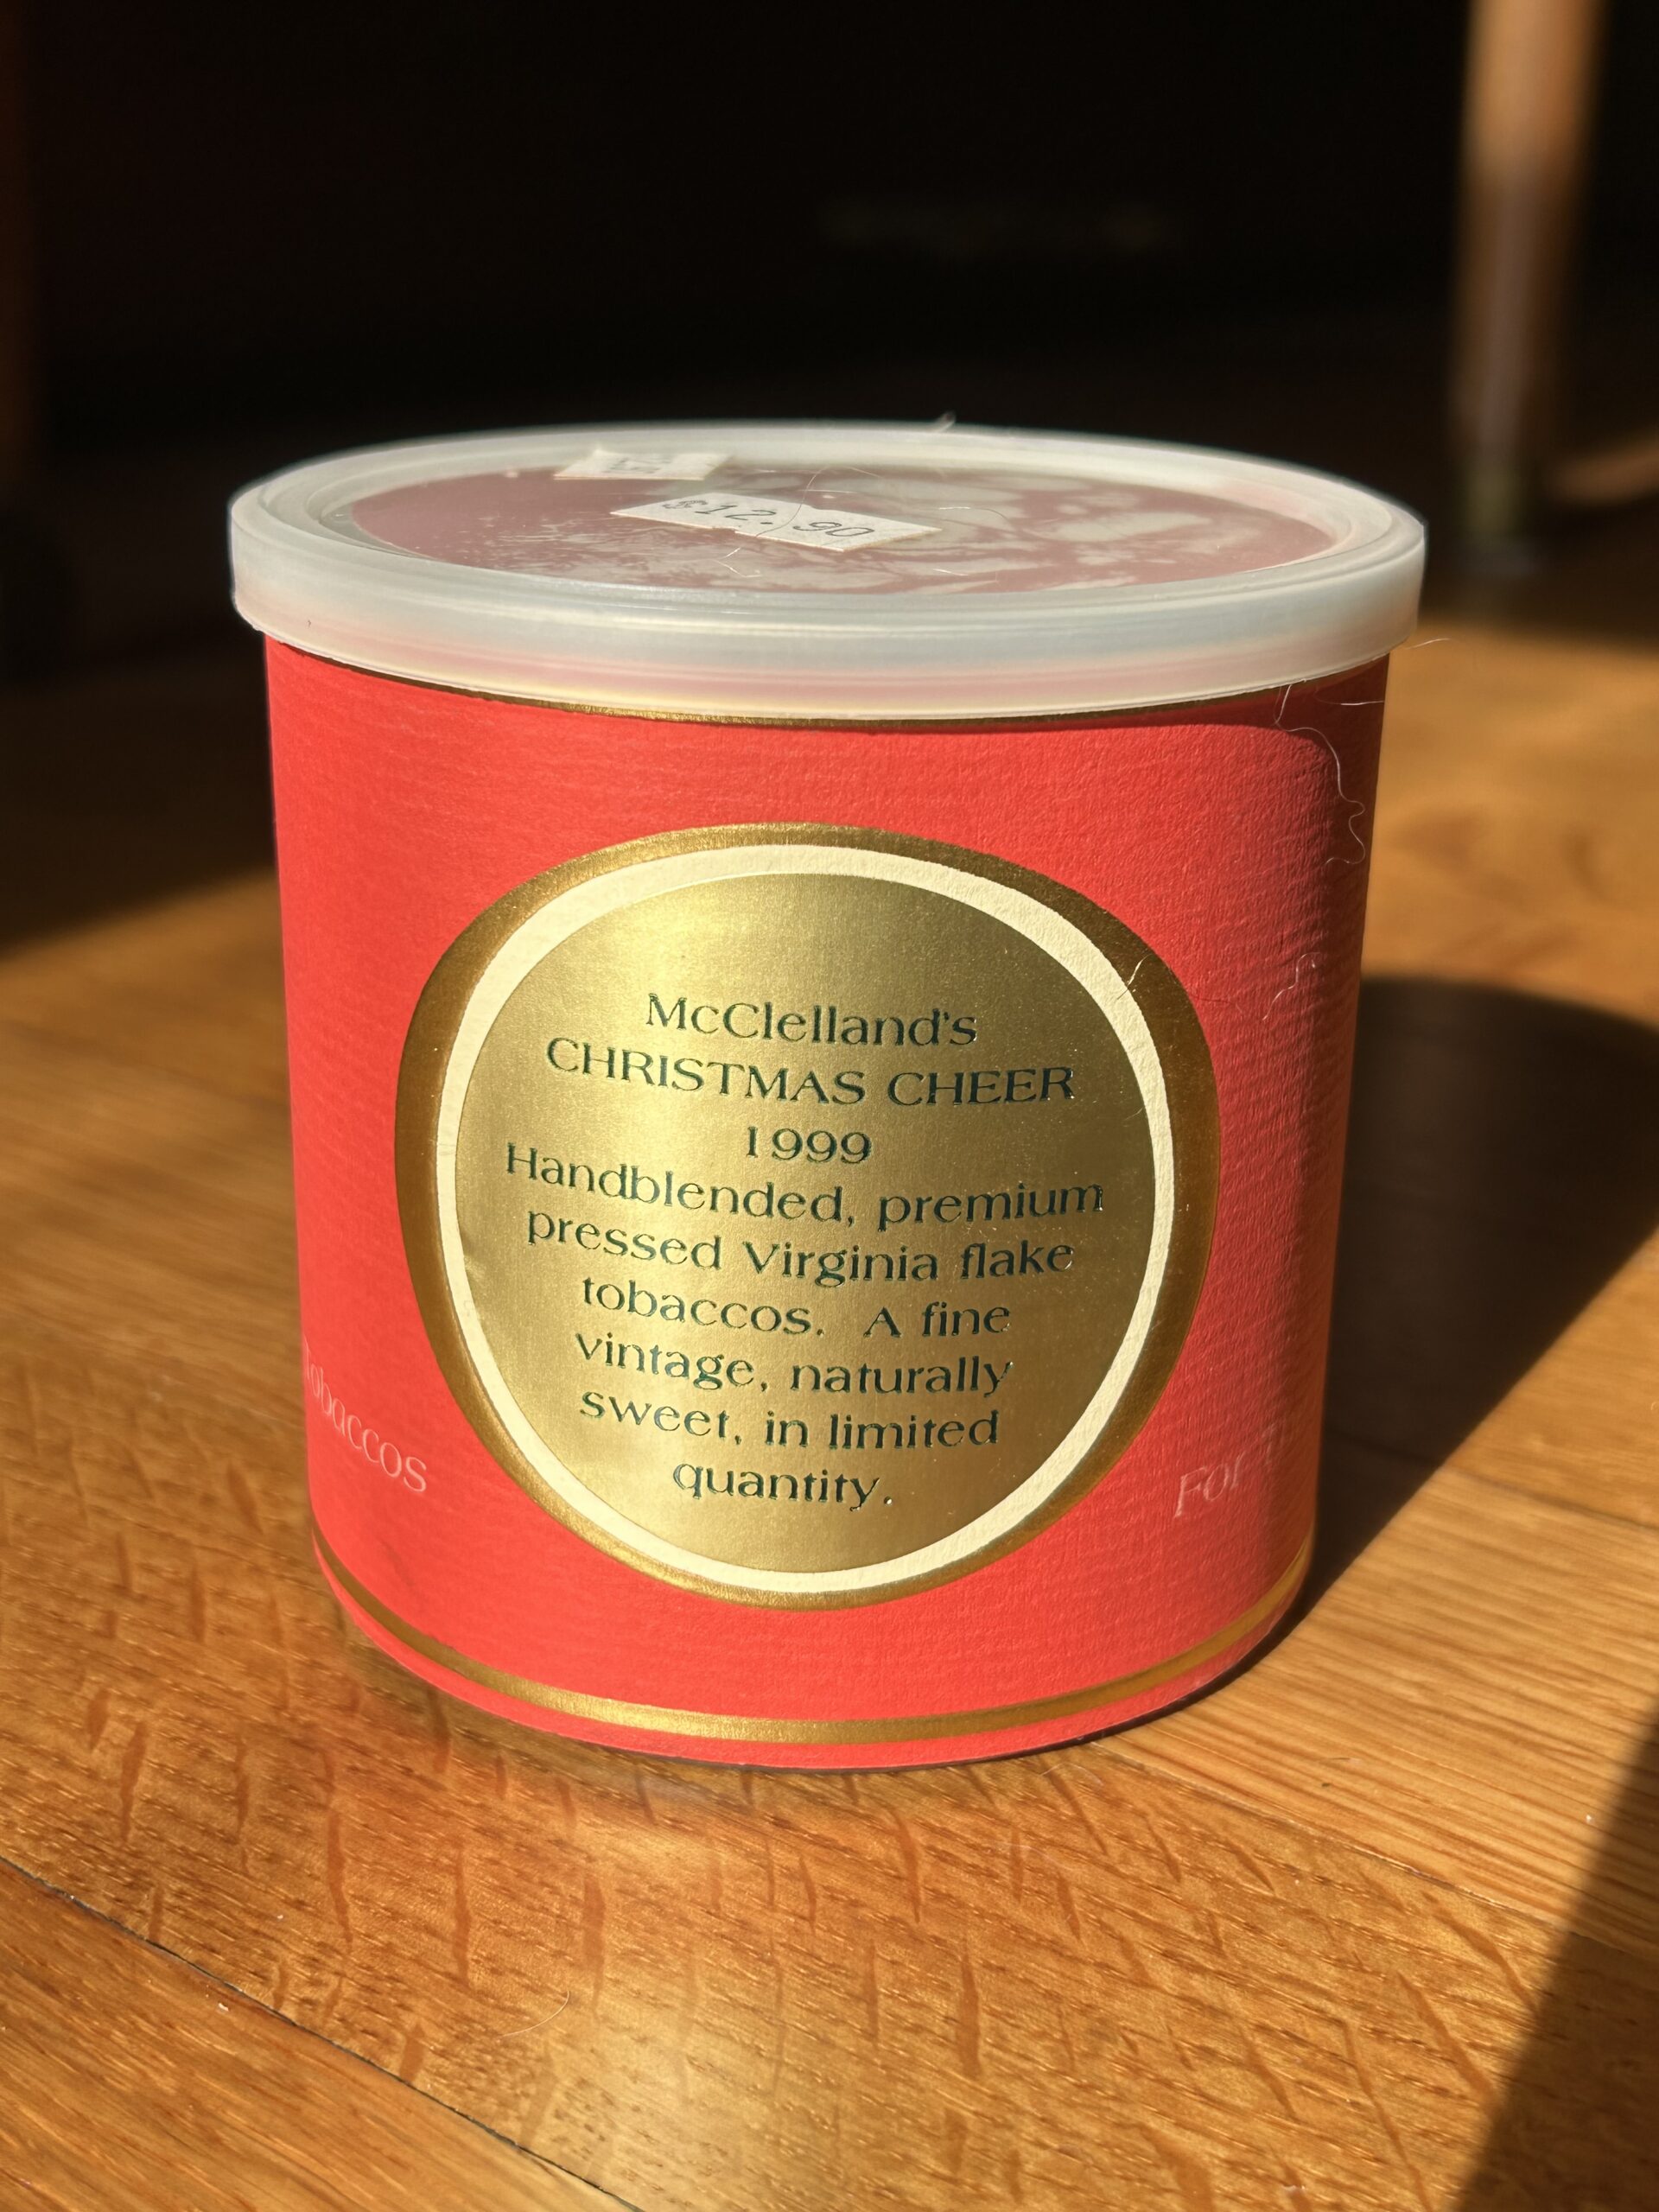 $12.90
McClelland's
CHRISTMAS CHEER
1999
Handblended, premium
pressed Virginia flake
tobaccos. A fine
vintage, naturally
sweet, in limited
quantity.
Tobaccos
For